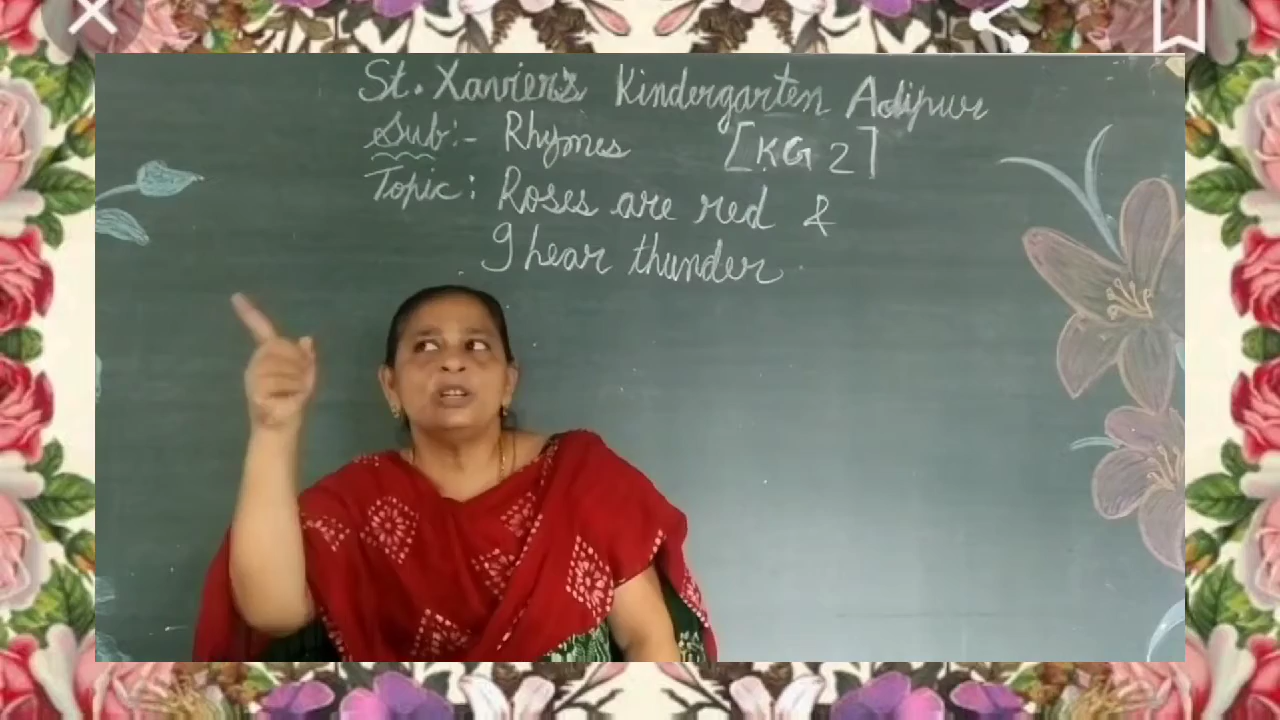 St. Xavier's Kindergarten Adipur
Sub:- Rhymes [KG 2]
Topic: Roses are red &
I hear thunder